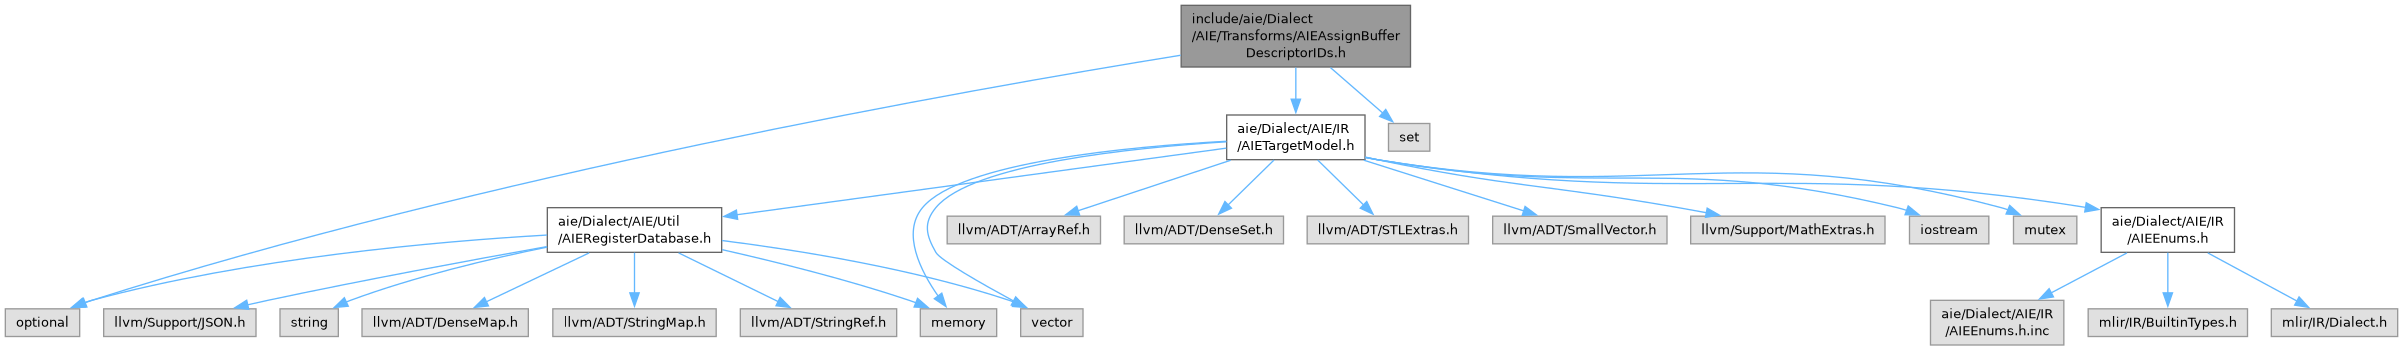 include/aie/Dialect
/AIE/Transforms/AIEAssignBuffer
DescriptorIDs.h
aie/Dialect/AIE/IR
/AIETargetModel.h
set
aie/Dialect/AIE/Util
/AIERegisterDatabase.h
llvm/ADT/ArrayRef.h
llvm/ADT/DenseSet.h
llvm/ADT/STLExtras.h
llvm/ADT/SmallVector.h
llvm/Support/MathExtras.h
iostream
mutex
aie/Dialect/AIE/IR
/AIEEnums.h
optional
llvm/Support/JSON.h
string
llvm/ADT/DenseMap.h
llvm/ADT/StringMap.h
llvm/ADT/StringRef.h
memory
vector
aie/Dialect/AIE/IR
/AIEEnums.h.inc
mlir/IR/BuiltinTypes.h
mlir/IR/Dialect.h